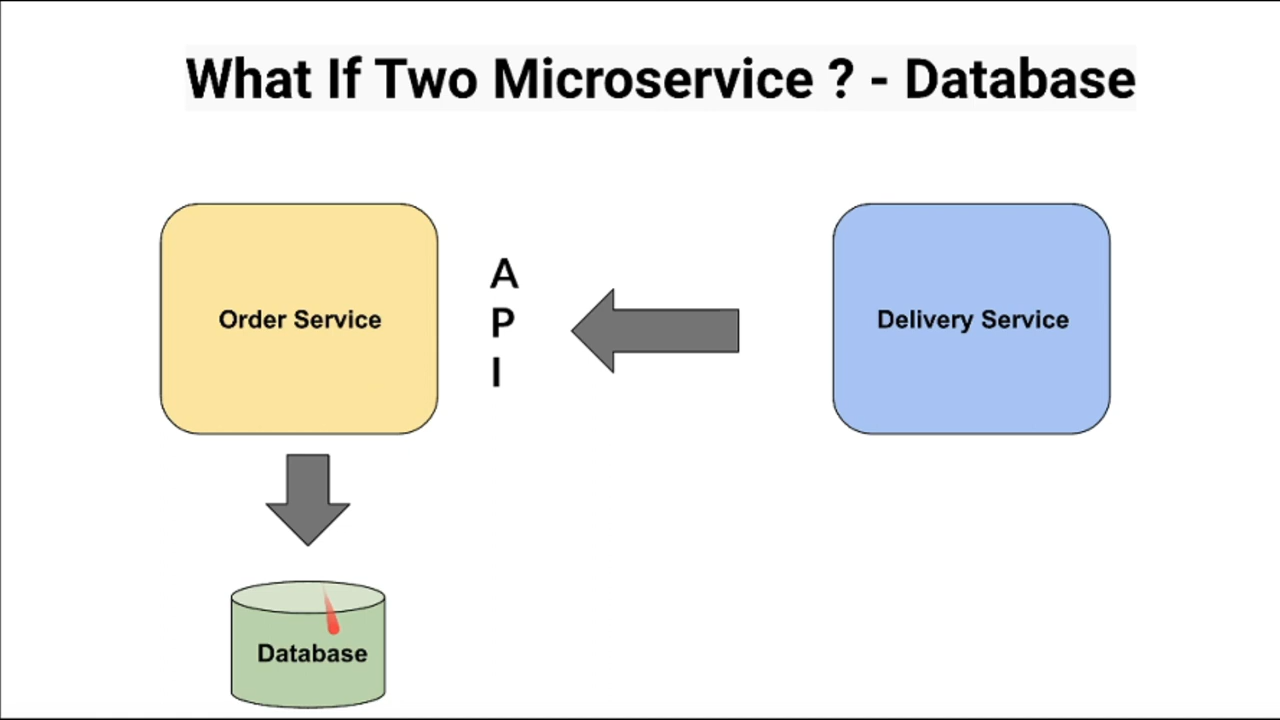 What If Two Microservice ? - Database
Order Service
A
P
I
Delivery Service
Database